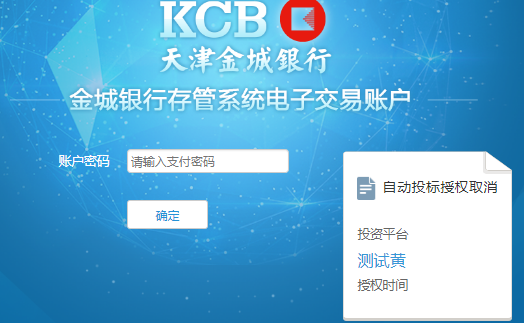 KCB
天津金城银行
金城银行存管系统电子交易账户
账户密码 请输入支付密码
确定
自动投标授权取消
投资平台
测试黄
授权时间